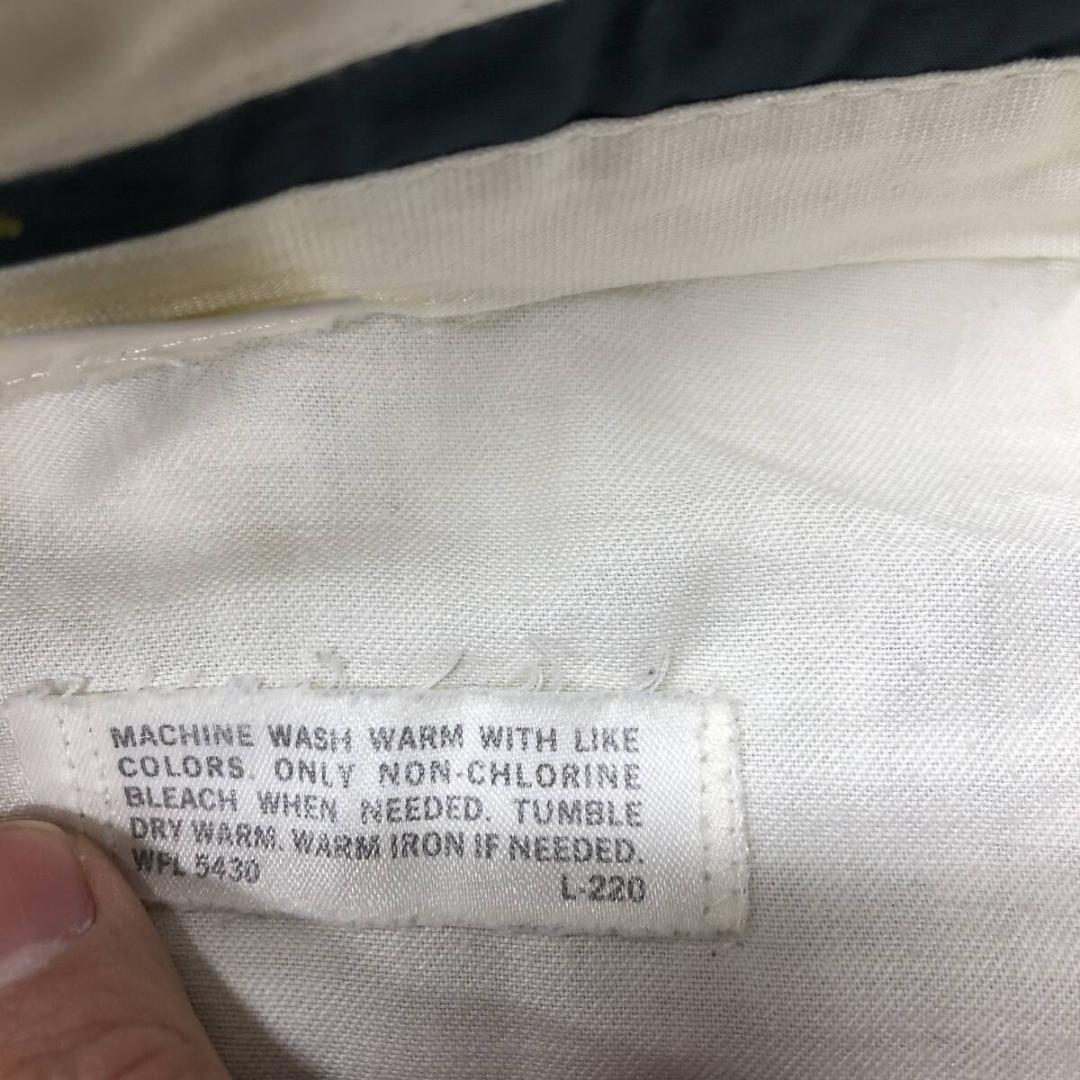 MACHINE WASH WARM WITH LIKE
COLORS. ONLY NON-CHLORINE
BLEACH WHEN NEEDED. TUMBLE
DRY WARM. WARM IRON IF NEEDED.
WPL 5430 L-220